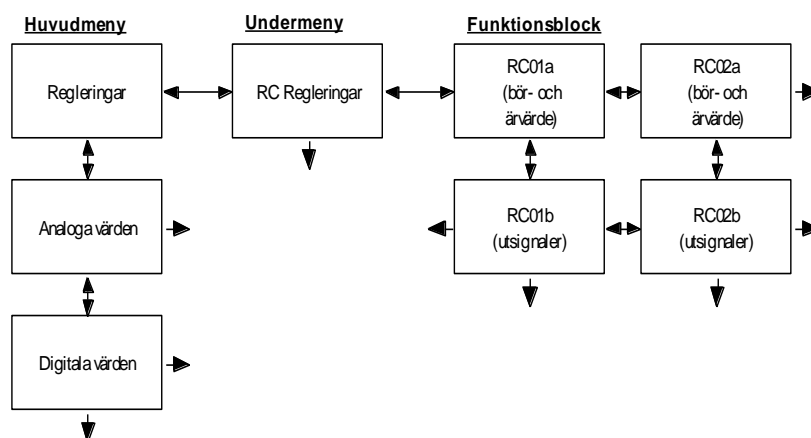 Huvudmeny
Undermeny
Funktionsblock
Regleringar
RC Regleringar
RC01a
(bör- och
ärvärde)
RC02a
(bör- och
ärvärde)
Analoga värden
RC01b
(utsignaler)
RC02b
(utsignaler)
Digitala värden